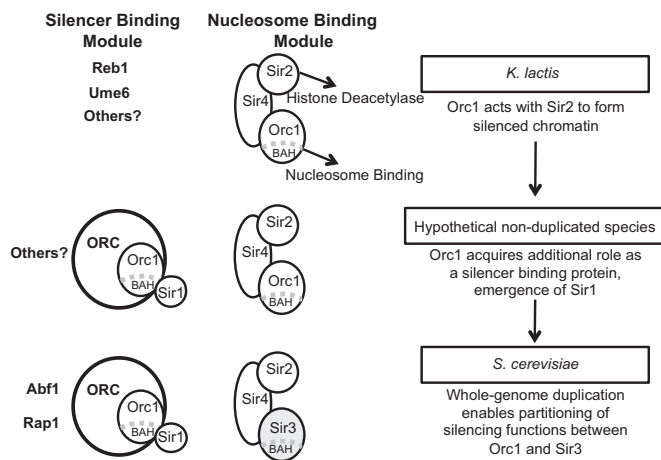 Silencer Binding
Module
Nucleosome Binding
Module
Reb1
Ume6
Others?
Sir2
Sir4
Histone Deacetylase
Orc1
BAH
Nucleosome Binding
K. lactis
Orc1 acts with Sir2 to form
silenced chromatin
Others?
ORC
Orc1
BAH
Sir1
Sir2
Sir4
Orc1
BAH
Hypothetical non-duplicated species
Orc1 acquires additional role as
a silencer binding protein,
emergence of Sir1
Abf1
Rap1
ORC
Orc1
BAH
Sir1
Sir2
Sir4
Sir3
BAH
S. cerevisiae
Whole-genome duplication
enables partitioning of
silencing functions between
Orc1 and Sir3